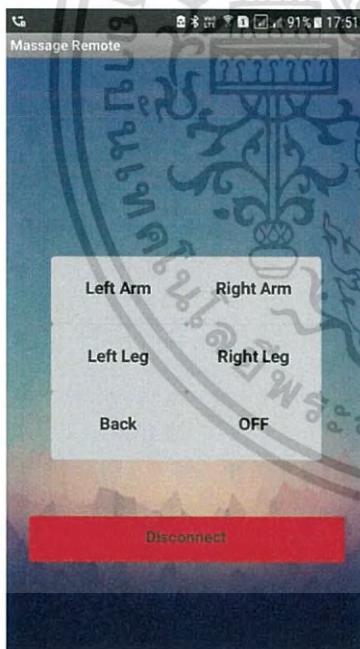 91% 17:51
Massage Remote
Left Arm Right Arm
Left Leg Right Leg
Back OFF
Disconnect